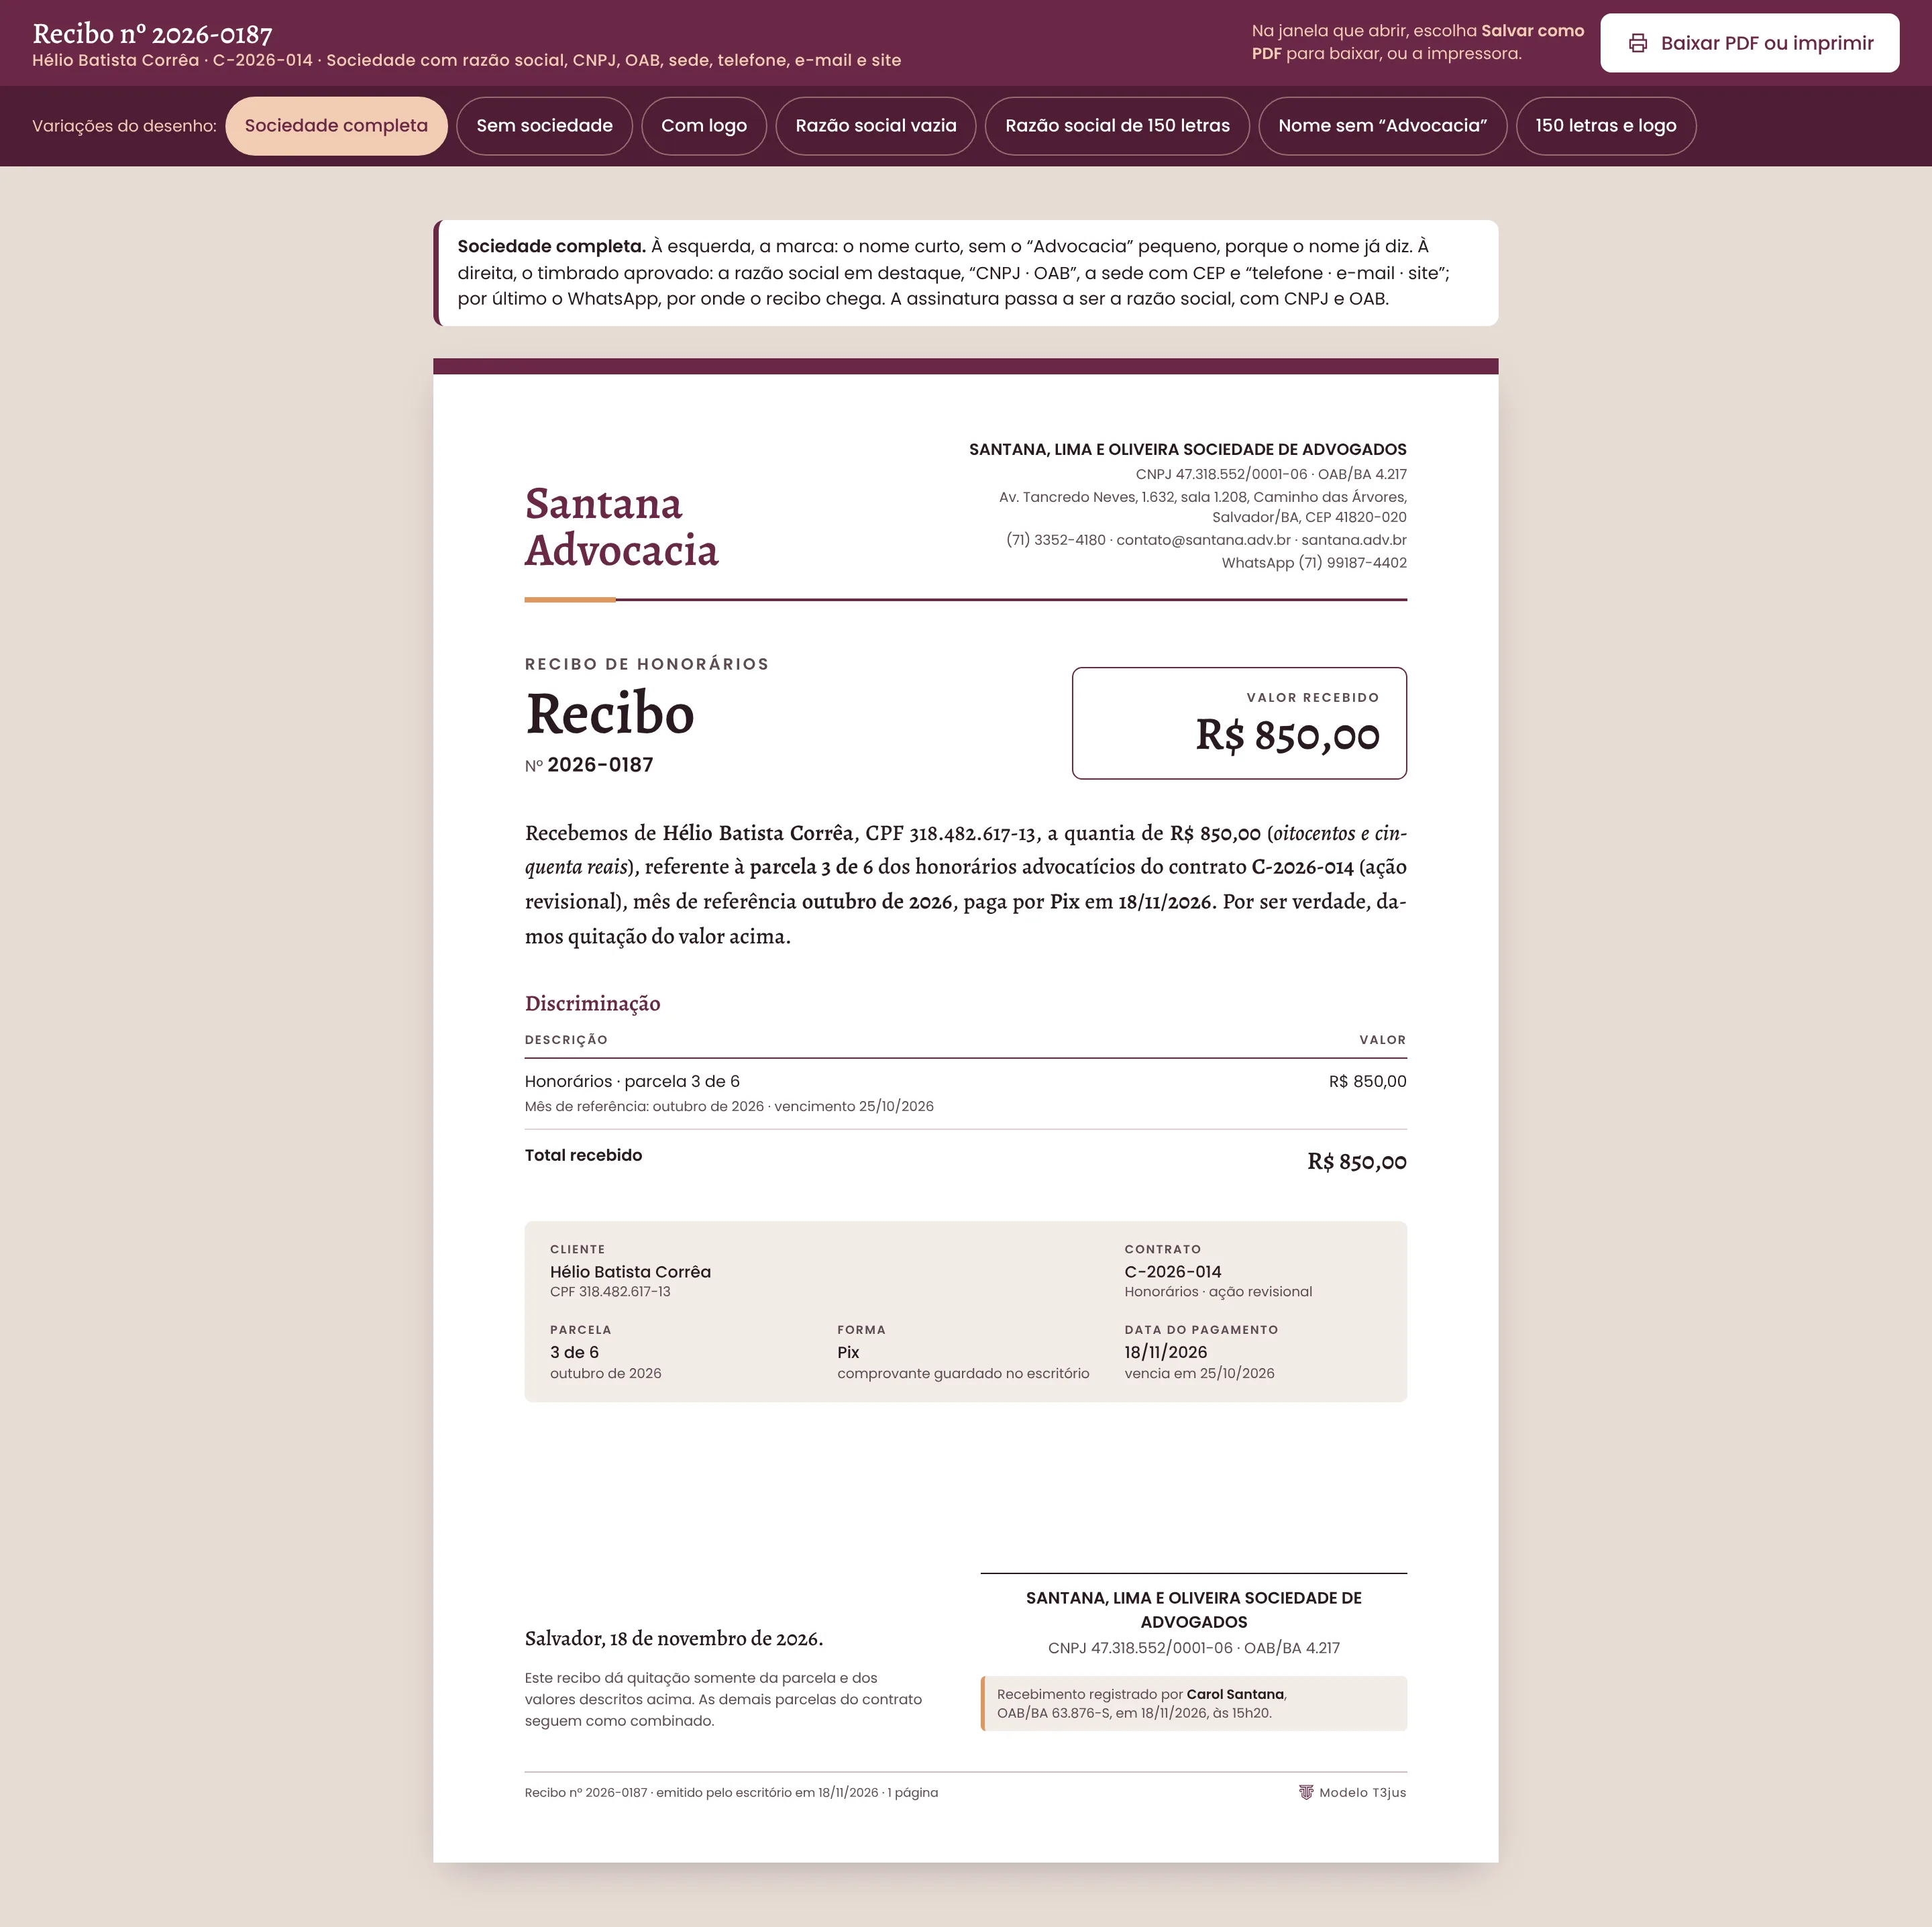 Recibo nº 2026-0187
Hélio Batista Corrêa · C-2026-014 · Sociedade com razão social, CNPJ, OAB, sede, telefone, e-mail e site
Na janela que abrir, escolha Salvar como
PDF para baixar, ou a impressora.
Baixar PDF ou imprimir
Variações do desenho:
Sociedade completa
Sem sociedade
Com logo
Razão social vazia
Razão social de 150 letras
Nome sem “Advocacia”
150 letras e logo
Sociedade completa. À esquerda, a marca: o nome curto, sem o “Advocacia” pequeno, porque o nome já diz. À
direita, o timbrado aprovado: a razão social em destaque, “CNPJ · OAB”, a sede com CEP e “telefone · e-mail · site”;
por último o WhatsApp, por onde o recibo chega. A assinatura passa a ser a razão social, com CNPJ e OAB.
Santana
Advocacia
SANTANA, LIMA E OLIVEIRA SOCIEDADE DE ADVOGADOS
CNPJ 47.318.552/0001-06 · OAB/BA 4.217
Av. Tancredo Neves, 1.632, sala 1.208, Caminho das Árvores,
Salvador/BA, CEP 41820-020
(71) 3352-4180 · contato@santana.adv.br · santana.adv.br
WhatsApp (71) 99187-4402
RECIBO DE HONORÁRIOS
Recibo
Nº 2026-0187
VALOR RECEBIDO
R$ 850,00
Recebemos de Hélio Batista Corrêa, CPF 318.482.617-13, a quantia de R$ 850,00 (oitocentos e cin-
quenta reais), referente à parcela 3 de 6 dos honorários advocatícios do contrato C-2026-014 (ação
revisional), mês de referência outubro de 2026, paga por Pix em 18/11/2026. Por ser verdade, da-
mos quitação do valor acima.
Discriminação
DESCRIÇÃO
VALOR
Honorários · parcela 3 de 6
R$ 850,00
Mês de referência: outubro de 2026 · vencimento 25/10/2026
Total recebido
R$ 850,00
CLIENTE
Hélio Batista Corrêa
CPF 318.482.617-13
CONTRATO
C-2026-014
Honorários · ação revisional
PARCELA
3 de 6
outubro de 2026
FORMA
Pix
comprovante guardado no escritório
DATA DO PAGAMENTO
18/11/2026
vencia em 25/10/2026
Salvador, 18 de novembro de 2026.
Este recibo dá quitação somente da parcela e dos
valores descritos acima. As demais parcelas do contrato
seguem como combinado.
SANTANA, LIMA E OLIVEIRA SOCIEDADE DE
ADVOGADOS
CNPJ 47.318.552/0001-06 · OAB/BA 4.217
Recebimento registrado por Carol Santana,
OAB/BA 63.876-S, em 18/11/2026, às 15h20.
Recibo nº 2026-0187 · emitido pelo escritório em 18/11/2026 · 1 página
Modelo T3jus